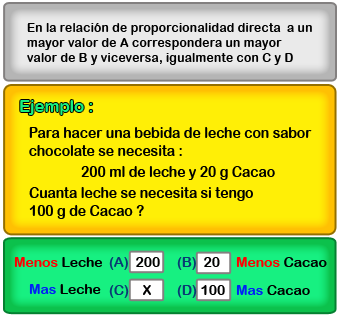 En la relación de proporcionalidad directa a un
mayor valor de A correspondera un mayor
valor de B y viceversa, igualmente con C y D
Ejemplo :
Para hacer una bebida de leche con sabor
chocolate se necesita :
200 ml de leche y 20 g Cacao
Cuanta leche se necesita si tengo
100 g de Cacao ?
Menos Leche (A) 200 (B) 20 Menos Cacao
Mas Leche (C) X (D) 100 Mas Cacao